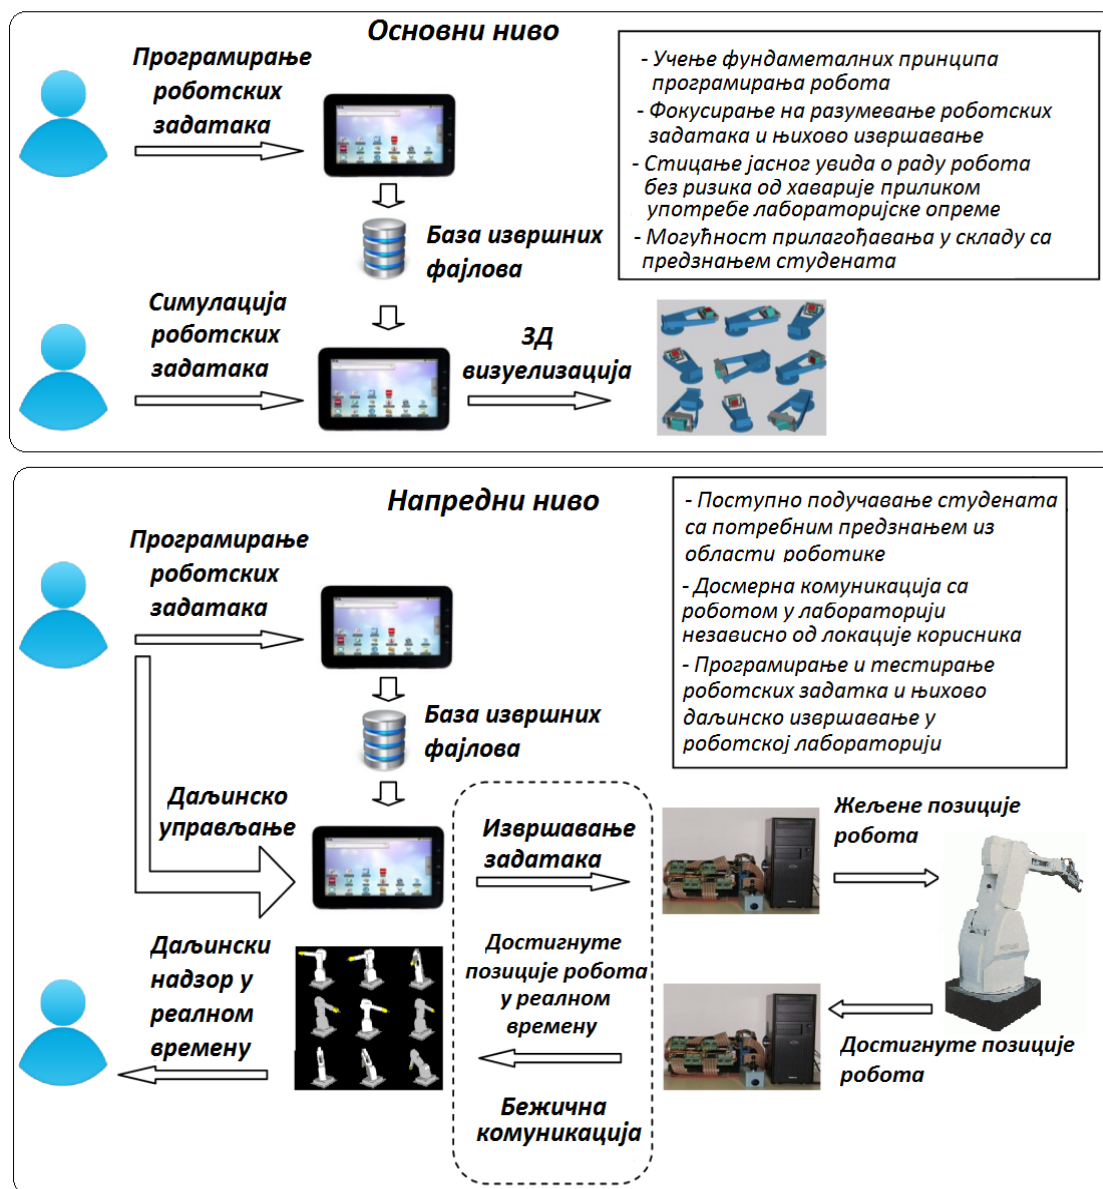 Основни ниво
Програмирање
роботских
задатака
- Учење фундаметалних принципа
програмирања робота
- Фокусирање на разумевање роботских
задатака и њихово извршавање
- Стицање јасног увида о раду робота
без ризика од хаварије приликом
употребе лабораторијске опреме
- Могућност прилагођавања у складу са
предзнањем студената
База извршних
фајлова
Симулација
роботских
задатака
3Д
визуелизација
Напредни ниво
Програмирање
роботских
задатака
- Поступно подучавање студената
са потребним предзнањем из
области роботике
- Досмерна комуникација са
роботом у лабораторији
независно од локације корисника
- Програмирање и тестирање
роботских задатка и њихово
даљинско извршавање у
роботској лабораторији
База извршних
фајлова
Даљинско
управљање
Извршавање
задатака
Жељене позиције
робота
Даљински
надзор у
реалном
времену
Достигнуте
позиције робота
у реалном
времену
Достигнуте позиције
робота
Бежична
комуникација